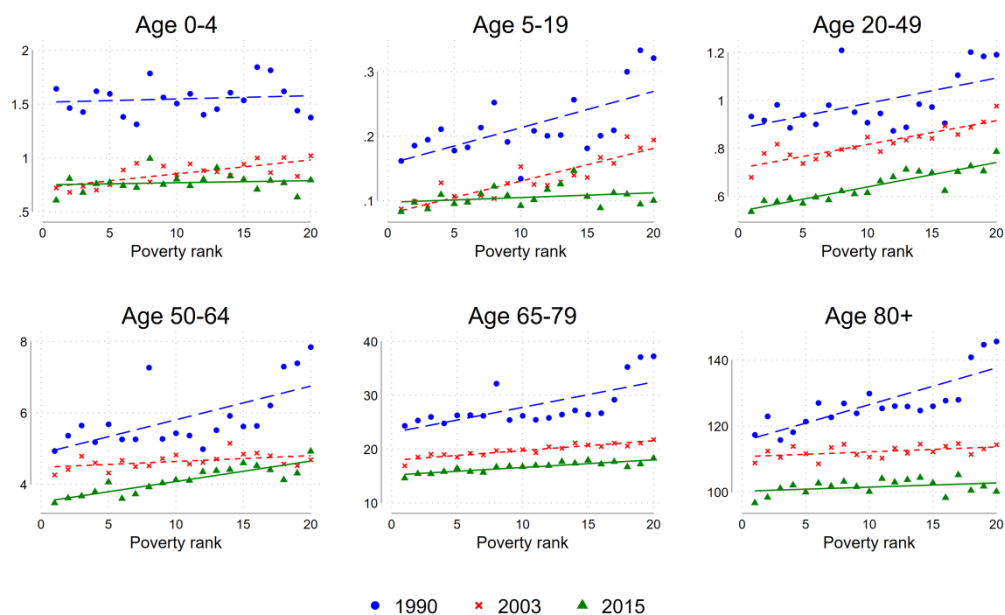 Age 0-4
Age 5-19
Age 20-49
2
1.5
1
.5
0 5 10 15 20
Poverty rank
.3
.2
.1
0 5 10 15 20
Poverty rank
1.2
1
.8
.6
0 5 10 15 20
Poverty rank
Age 50-64
Age 65-79
Age 80+
8
6
4
0 5 10 15 20
Poverty rank
40
30
20
10
0 5 10 15 20
Poverty rank
140
120
100
0 5 10 15 20
Poverty rank
1990 2003 2015